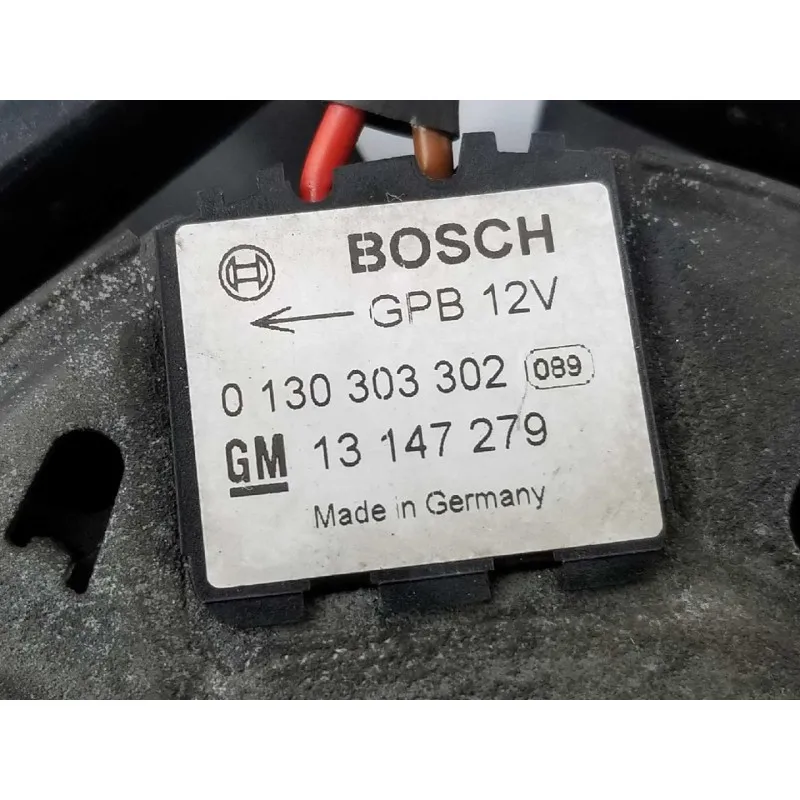 BOSCH
GPB 12V
0 130 303 302 089
GM 13 147 279
Made in Germany